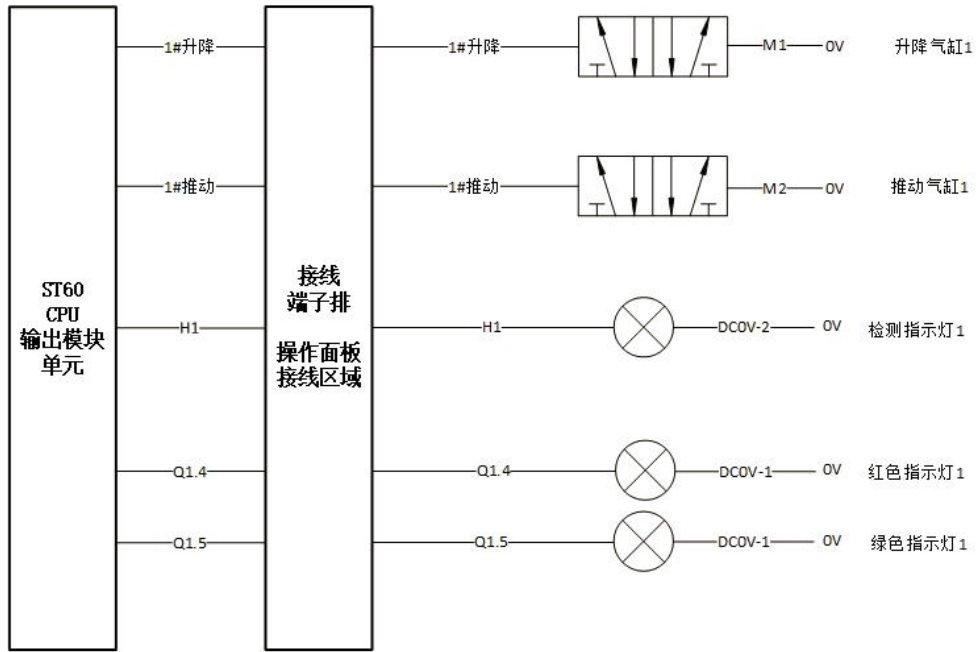 1#升降
1#升降
M1
0V
升降气缸1
1#推动
1#推动
M2
0V
推动气缸1
ST60
CPU
输出模块
单元
接线
端子排
操作面板
接线区域
H1
H1
DC0V-2
0V
检测指示灯1
Q1.4
Q1.4
DC0V-1
0V
红色指示灯1
Q1.5
Q1.5
DC0V-1
0V
绿色指示灯1